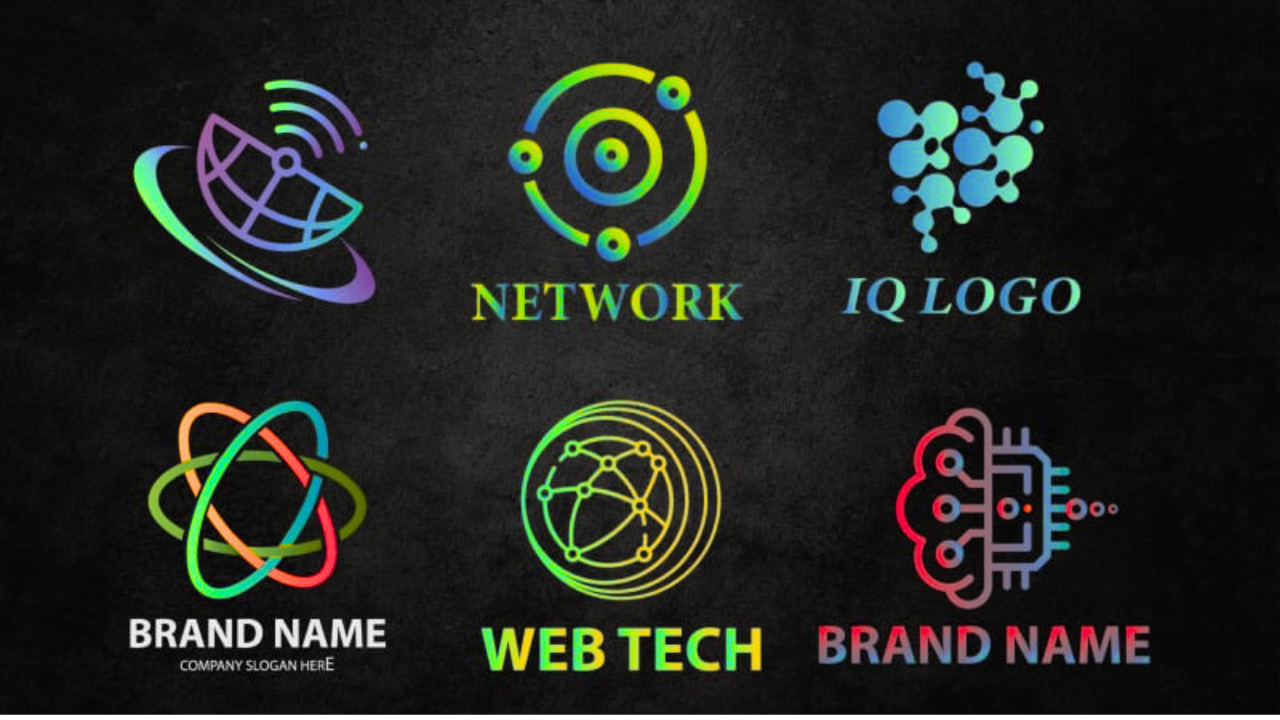 NETWORK
IQ LOGO
BRAND NAME
COMPANY SLOGAN HERE
WEB TECH
BRAND NAME